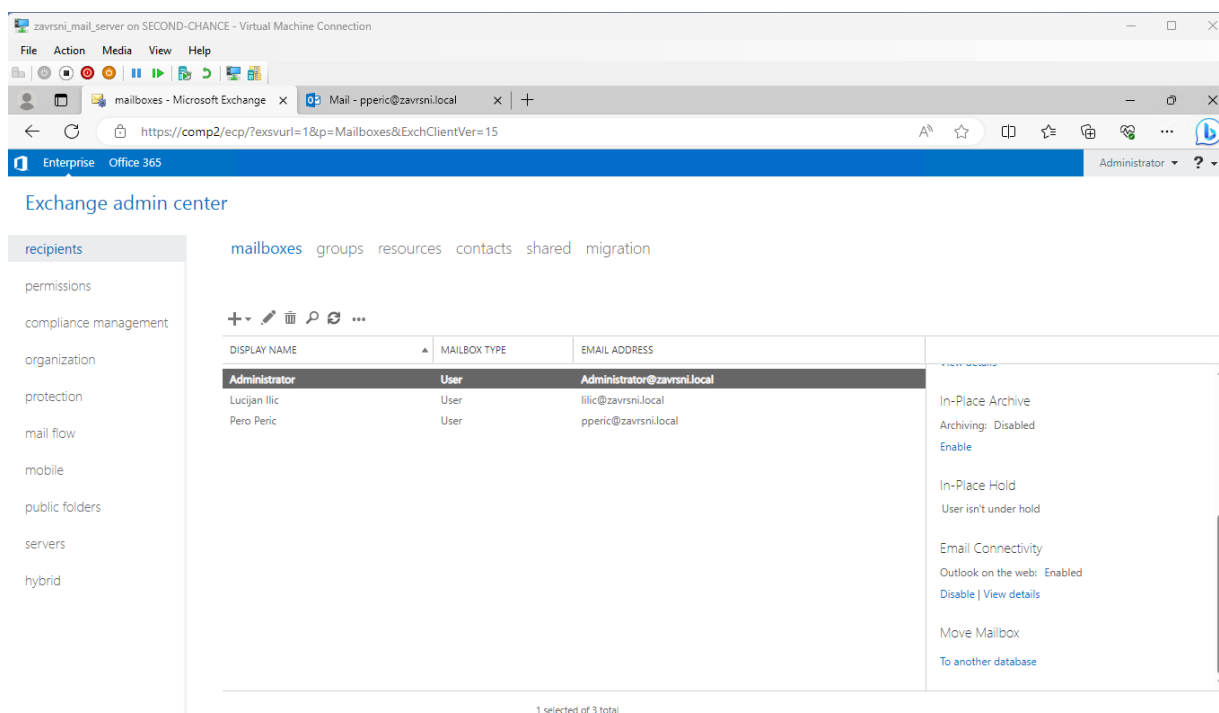 zavrsni_mail_server on SECOND-CHANCE - Virtual Machine Connection
File Action Media View Help
mailboxes - Microsoft Exchange
Mail - pperic@zavrsni.local
https://comp2/ecp/?exsvurl=1&p=Mailboxes&ExchClientVer=15
Enterprise Office 365
Administrator ?
Exchange admin center
recipients
permissions
compliance management
organization
protection
mail flow
mobile
public folders
servers
hybrid
mailboxes groups resources contacts shared migration
DISPLAY NAME MAILBOX TYPE EMAIL ADDRESS
Administrator User Administrator@zavrsni.local
Lucijan Ilic User lilic@zavrsni.local
Pero Peric User pperic@zavrsni.local
View details
In-Place Archive
Archiving: Disabled
Enable
In-Place Hold
User isn't under hold
Email Connectivity
Outlook on the web: Enabled
Disable | View details
Move Mailbox
To another database
1 selected of 3 total